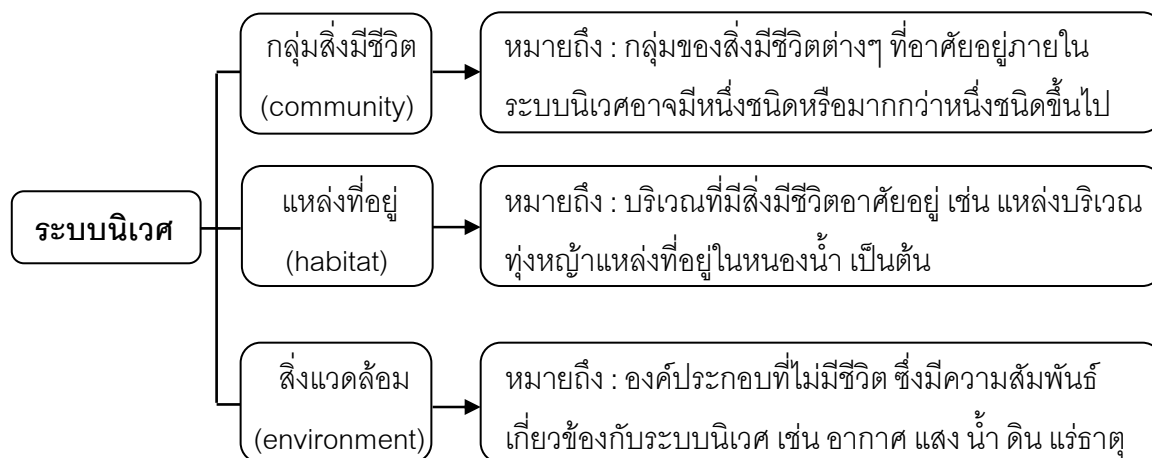 กลุ่มสิ่งมีชีวิต
(community)
หมายถึง : กลุ่มของสิ่งมีชีวิตต่างๆ ที่อาศัยอยู่ภายใน
ระบบนิเวศอาจมีหนึ่งชนิดหรือมากกว่าหนึ่งชนิดขึ้นไป
ระบบนิเวศ
แหล่งที่อยู่
(habitat)
หมายถึง : บริเวณที่มีสิ่งมีชีวิตอาศัยอยู่ เช่น แหล่งบริเวณ
ทุ่งหญ้าแหล่งที่อยู่ในหนองน้ำ เป็นต้น
สิ่งแวดล้อม
(environment)
หมายถึง : องค์ประกอบที่ไม่มีชีวิต ซึ่งมีความสัมพันธ์
เกี่ยวข้องกับระบบนิเวศ เช่น อากาศ แสง น้ำ ดิน แร่ธาตุ